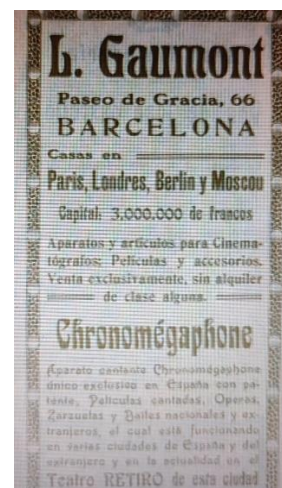 L. Gaumont
Paseo de Gracia, 66
BARCELONA
Casas en
Paris, Londres, Berlin y Moscou
Capital: 3.000.000 de francos
Aparatos y artículos para Cinema-
tógrafos; Películas y accesorios.
Venta exclusivamente, sin alquiler
de clase alguna.
Chronomégaphone
Aparato cantante Chronomégaphone
único exclusivo en España con pa-
tente, Películas cantadas, Operas,
Zarzuelas y Bailes nacionales y ex-
tranjeros, el cual está funcionando
en varias ciudades de España y del
extranjero y en la actualidad en el
Teatro RETIRO de esta ciudad